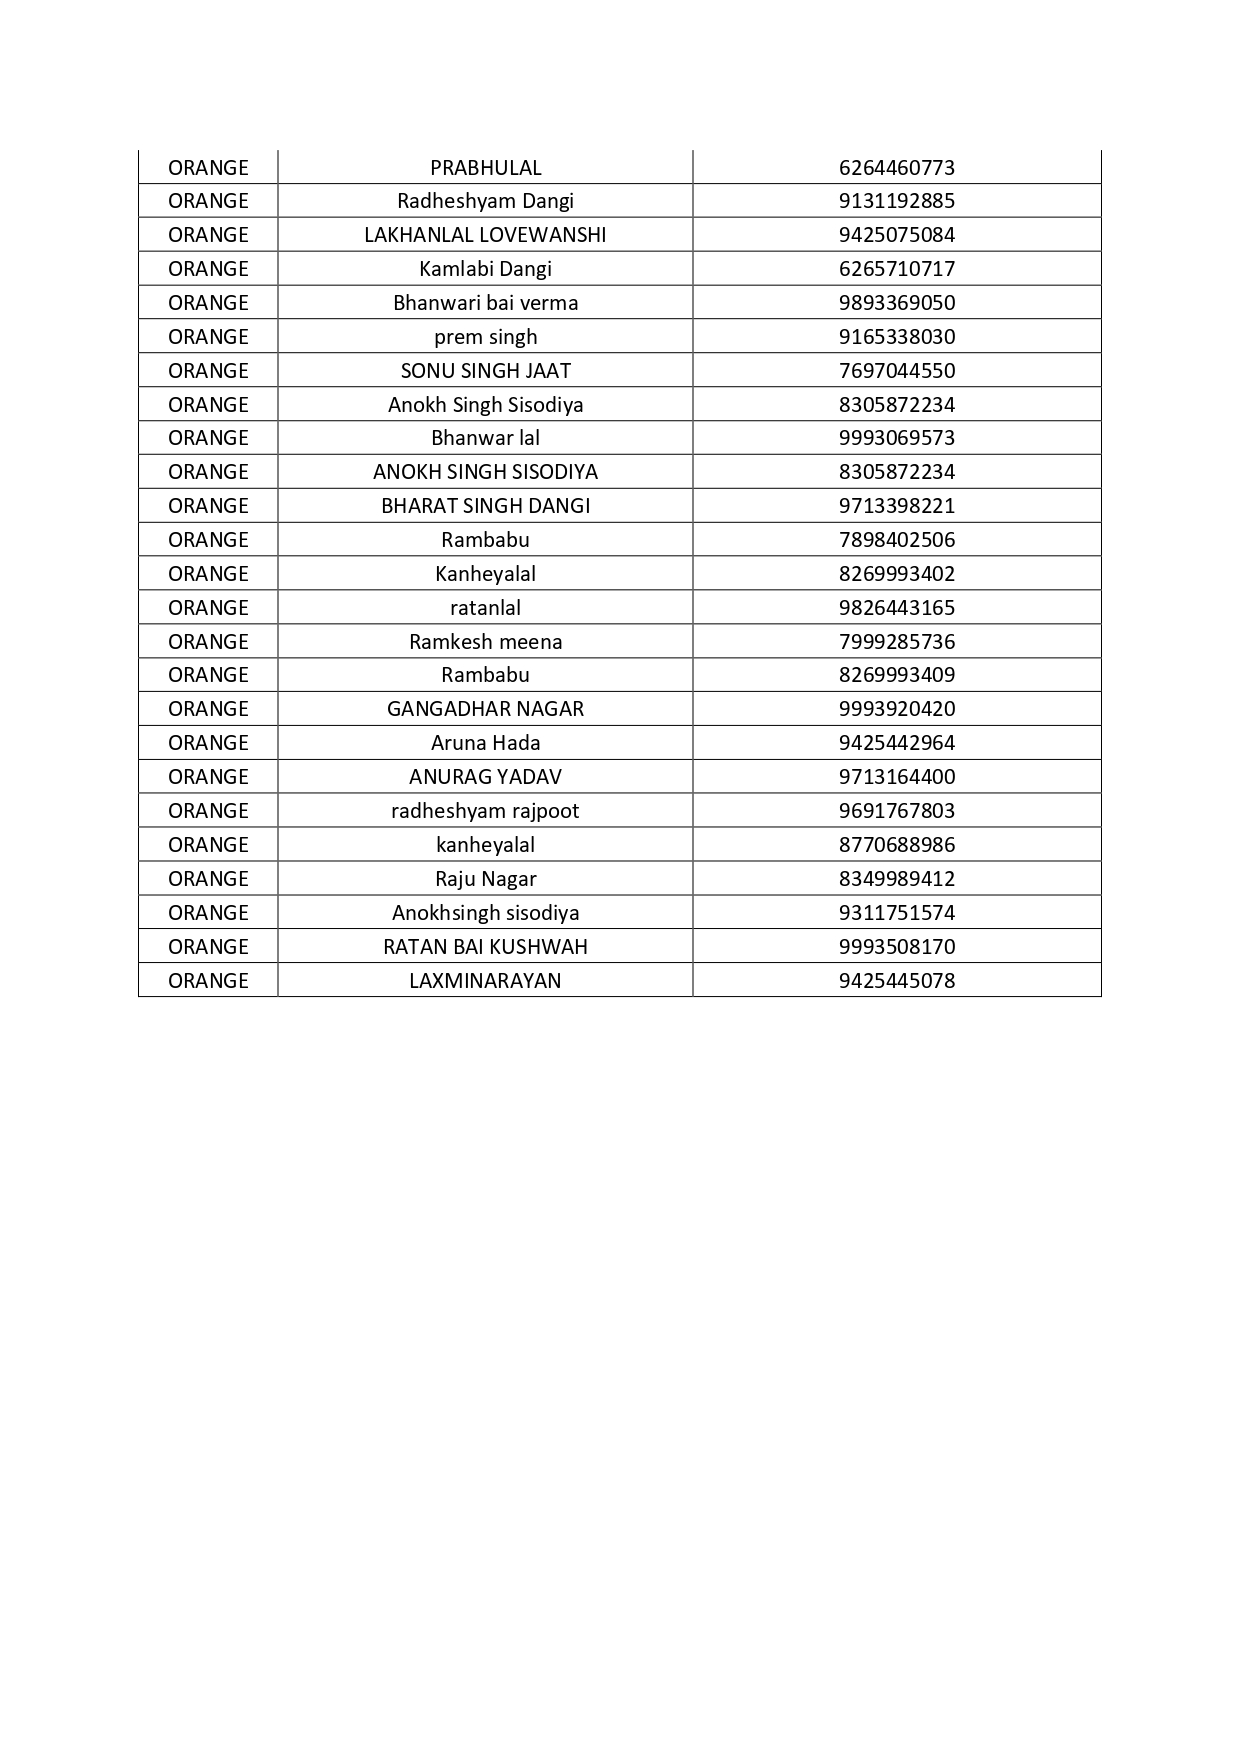 ORANGE PRABHULAL 6264460773
ORANGE Radheshyam Dangi 9131192885
ORANGE LAKHANLAL LOVEWANSHI 9425075084
ORANGE Kamlabi Dangi 6265710717
ORANGE Bhanwari bai verma 9893369050
ORANGE prem singh 9165338030
ORANGE SONU SINGH JAAT 7697044550
ORANGE Anokh Singh Sisodiya 8305872234
ORANGE Bhanwar lal 9993069573
ORANGE ANOKH SINGH SISODIYA 8305872234
ORANGE BHARAT SINGH DANGI 9713398221
ORANGE Rambabu 7898402506
ORANGE Kanheyalal 8269993402
ORANGE ratanlal 9826443165
ORANGE Ramkesh meena 7999285736
ORANGE Rambabu 8269993409
ORANGE GANGADHAR NAGAR 9993920420
ORANGE Aruna Hada 9425442964
ORANGE ANURAG YADAV 9713164400
ORANGE radheshyam rajpoot 9691767803
ORANGE kanheyalal 8770688986
ORANGE Raju Nagar 8349989412
ORANGE Anokhsingh sisodiya 9311751574
ORANGE RATAN BAI KUSHWAH 9993508170
ORANGE LAXMINARAYAN 9425445078